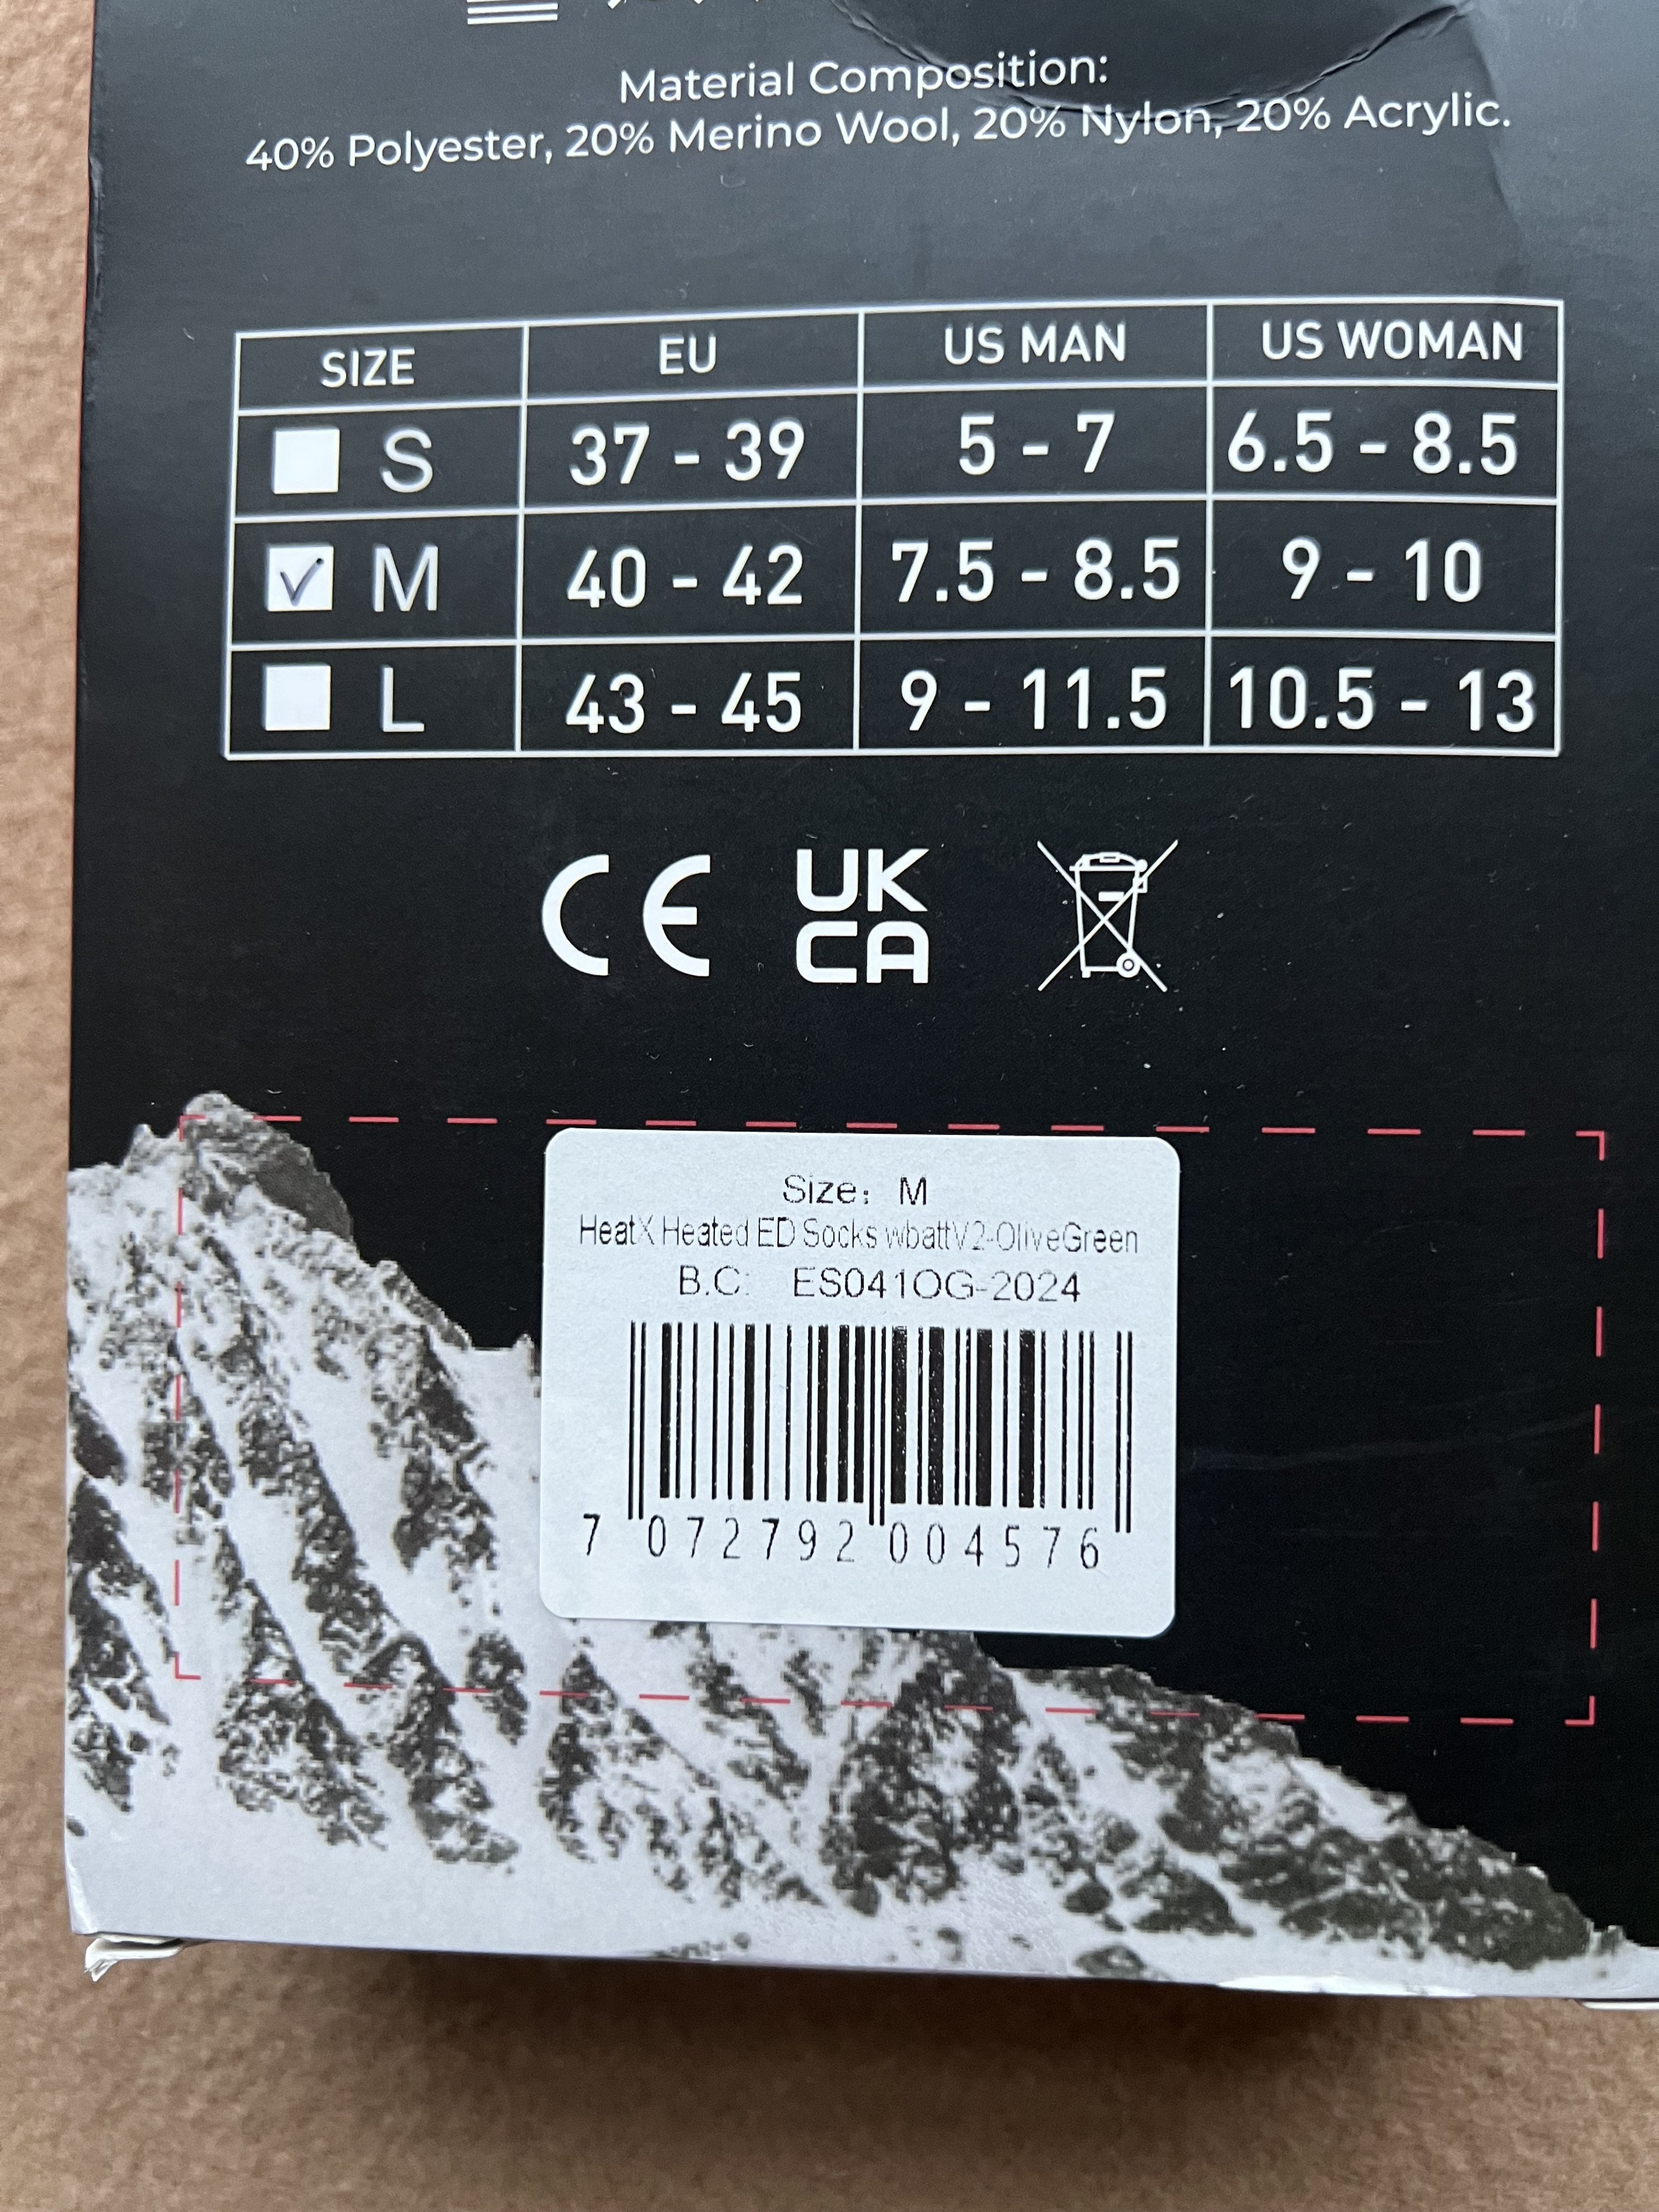 Material Composition:
40% Polyester, 20% Merino Wool, 20% Nylon, 20% Acrylic.
SIZE EU US MAN US WOMAN
S 37 - 39 5 - 7 6.5 - 8.5
M 40 - 42 7.5 - 8.5 9 - 10
L 43 - 45 9 - 11.5 10.5 - 13
CE UK CA
Size: M
HeatX Heated ED Socks wbattV2-OliveGreen
B.C: ES041OG-2024
7 072792 004576